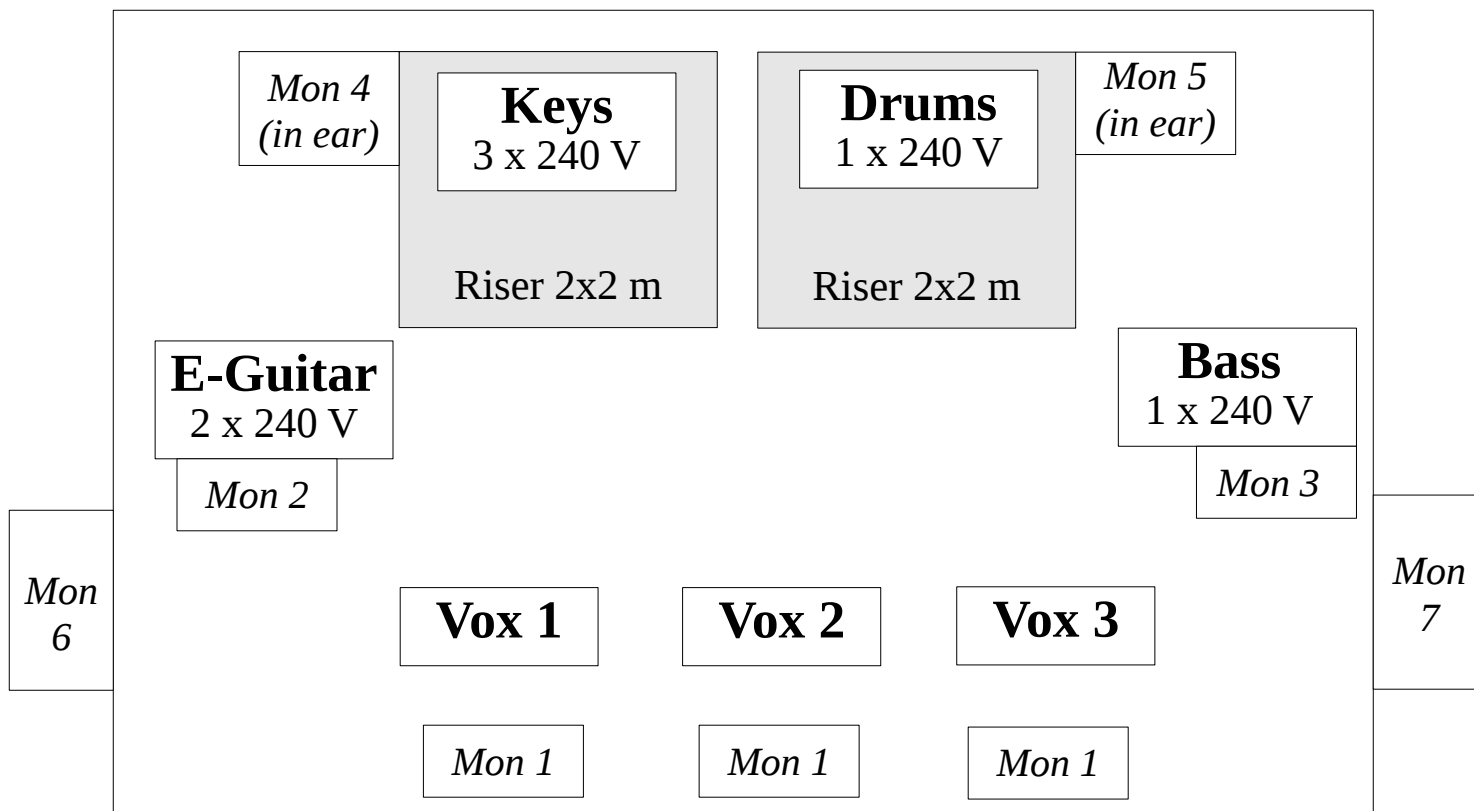 Mon 4
(in ear)
Keys
3 x 240 V
Riser 2x2 m
Drums
1 x 240 V
Riser 2x2 m
Mon 5
(in ear)
E-Guitar
2 x 240 V
Mon 2
Bass
1 x 240 V
Mon 3
Mon
6
Vox 1
Vox 2
Vox 3
Mon
7
Mon 1
Mon 1
Mon 1